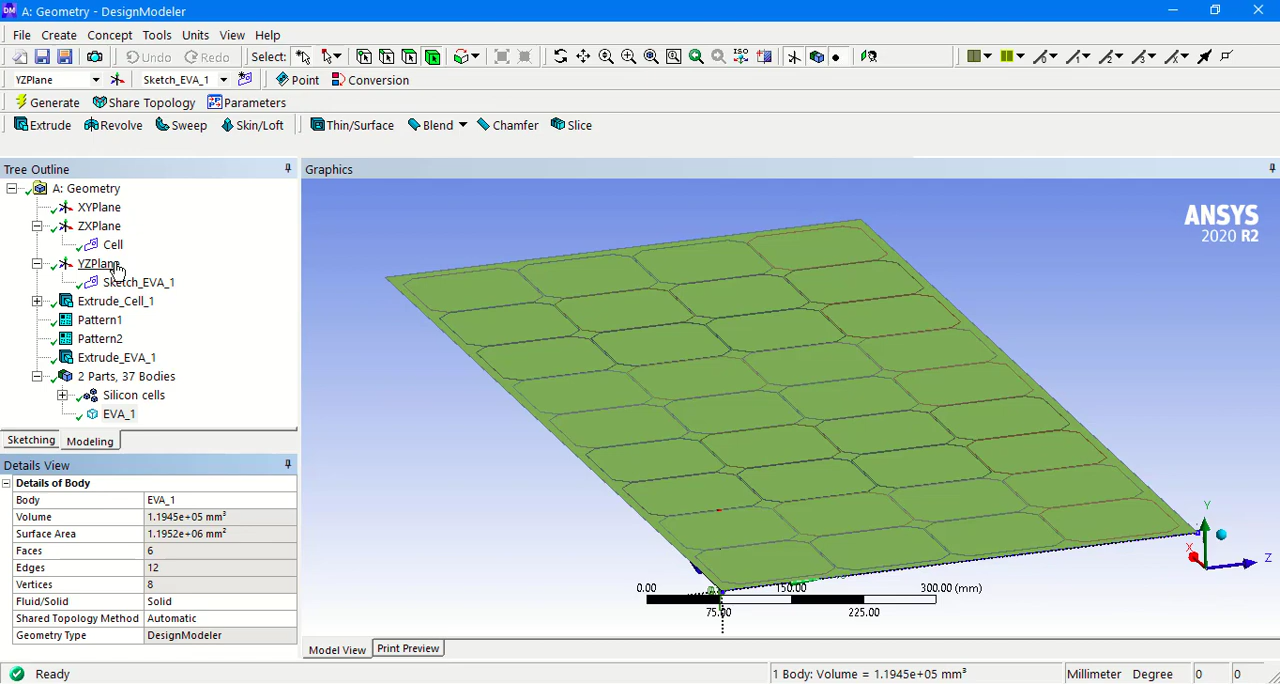 A: Geometry - DesignModeler
File Create Concept Tools Units View Help
Undo Redo Select:
YZPlane Sketch_EVA_1 Point Conversion
Generate Share Topology Parameters
Extrude Revolve Sweep Skin/Loft Thin/Surface Blend Chamfer Slice
Tree Outline
A: Geometry
XYPlane
ZXPlane
Cell
YZPlane
Sketch_EVA_1
Extrude_Cell_1
Pattern1
Pattern2
Extrude_EVA_1
2 Parts, 37 Bodies
Silicon cells
EVA_1
Sketching Modeling
Details View
Details of Body
Body EVA_1
Volume 1.1945e+05 mm³
Surface Area 1.1952e+06 mm²
Faces 6
Edges 12
Vertices 8
Fluid/Solid Solid
Shared Topology Method Automatic
Geometry Type DesignModeler
Graphics
ANSYS
2020 R2
Y
X
Z
0.00 150.00 300.00 (mm)
75.00 225.00
Model View Print Preview
Ready 1 Body: Volume = 1.1945e+05 mm³ Millimeter Degree 0 0